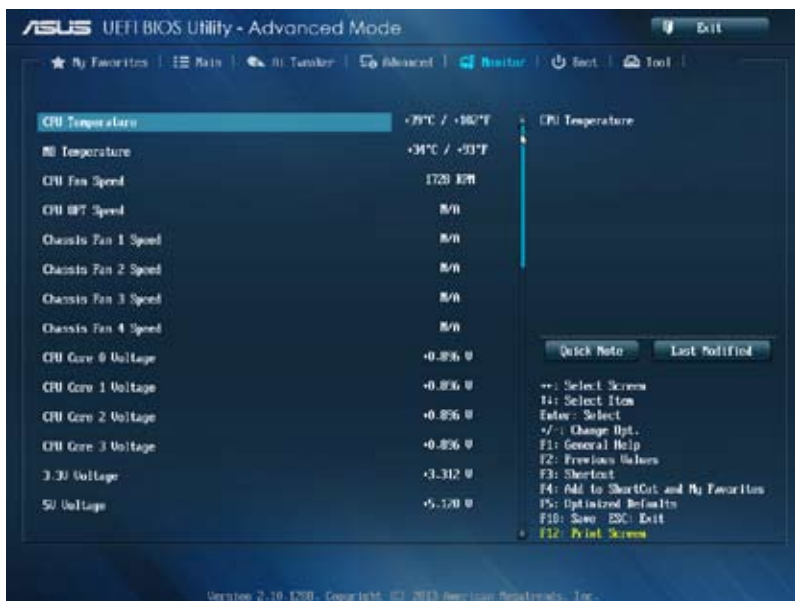 ASUS UEFI BIOS Utility - Advanced Mode
Exit
My Favorites | Main | Ai Tweaker | Advanced | Monitor | Boot | Tool
CPU Temperature +39°C / +102°F
MB Temperature +34°C / +93°F
CPU Fan Speed 1728 RPM
CPU OPT Speed N/A
Chassis Fan 1 Speed N/A
Chassis Fan 2 Speed N/A
Chassis Fan 3 Speed N/A
Chassis Fan 4 Speed N/A
CPU Core 0 Voltage +0.896 V
CPU Core 1 Voltage +0.896 V
CPU Core 2 Voltage +0.896 V
CPU Core 3 Voltage +0.896 V
3.3V Voltage +3.312 V
5V Voltage +5.120 V
CPU Temperature
Quick Note
Last Modified
→←: Select Screen
↑↓: Select Item
Enter: Select
+/-: Change Opt.
F1: General Help
F2: Previous Values
F3: Shortcut
F4: Add to ShortCut and My Favorites
F5: Optimized Defaults
F10: Save ESC: Exit
F12: Print Screen
Version 2.10.1208. Copyright (C) 2013 American Megatrends, Inc.